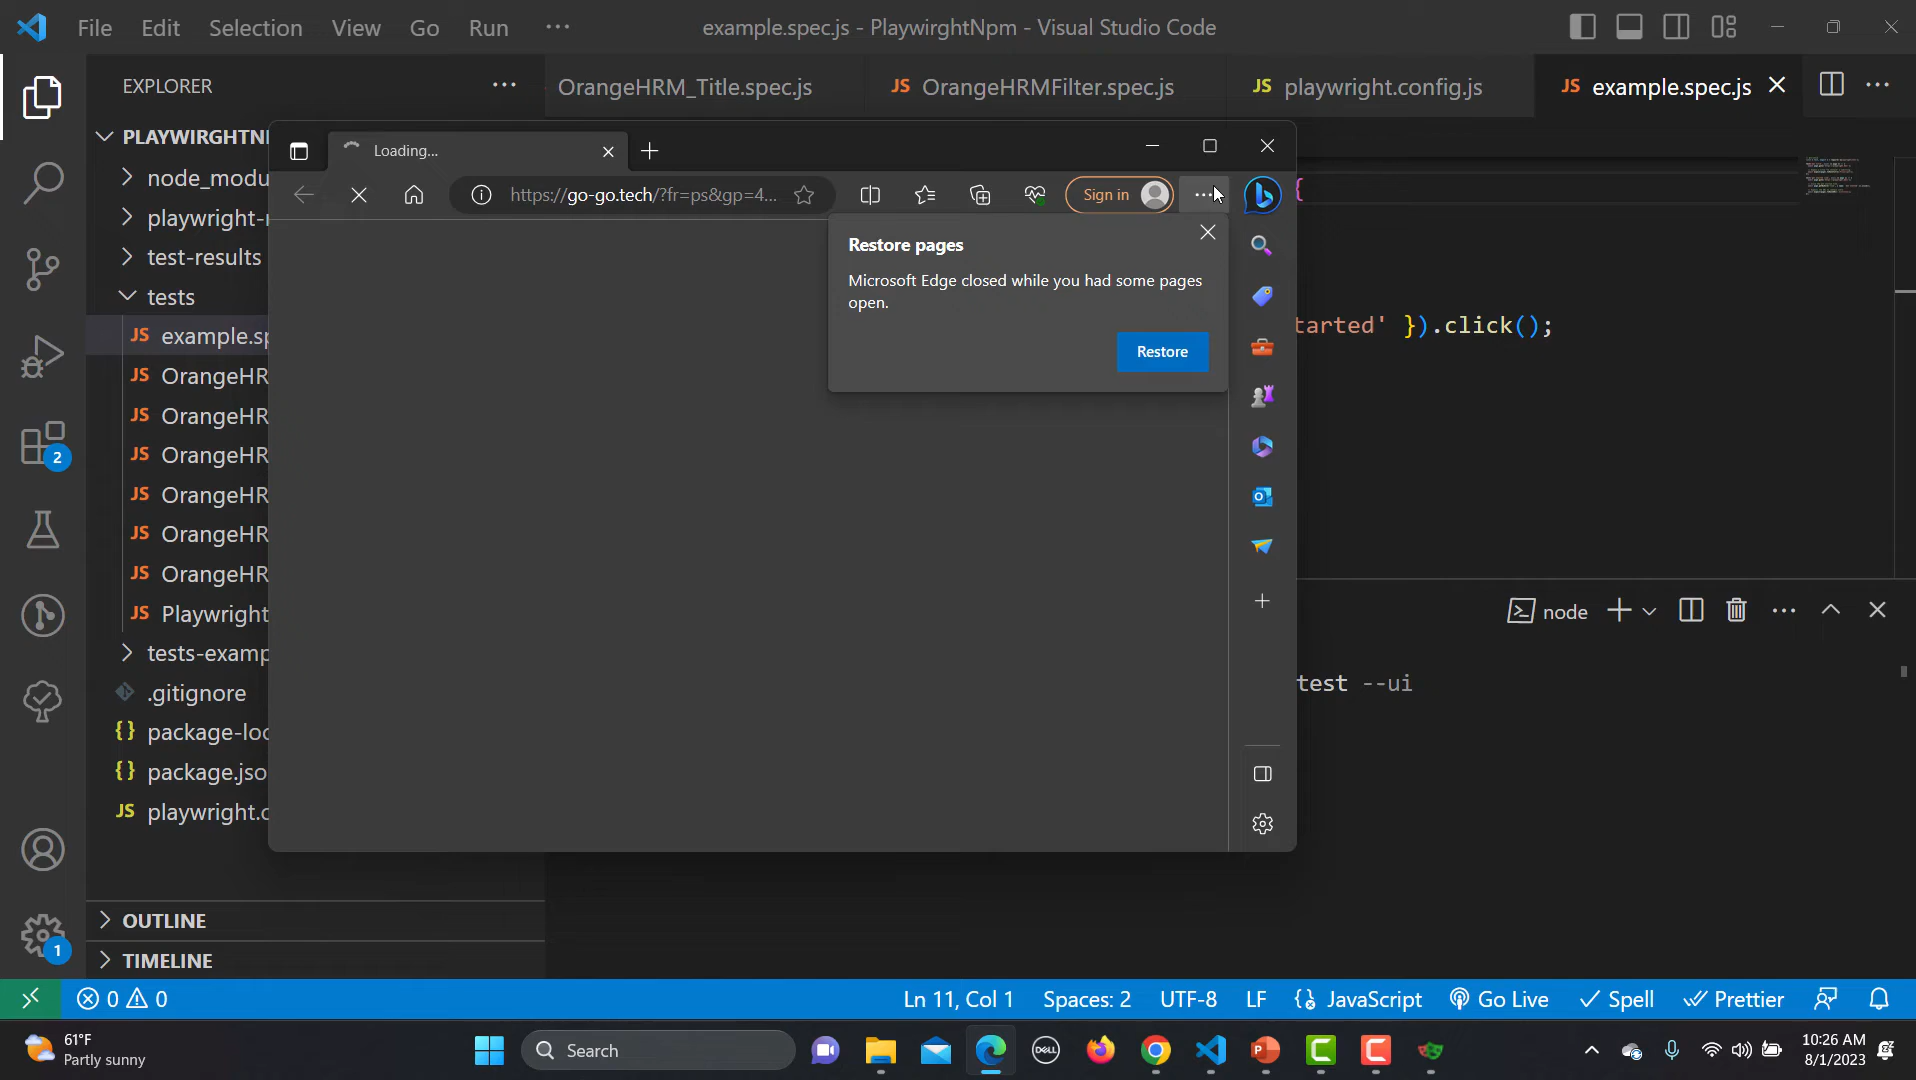 File Edit Selection View Go Run ···
example.spec.js - PlaywirghtNpm - Visual Studio Code
EXPLORER
OrangeHRM_Title.spec.js
JS OrangeHRMFilter.spec.js
JS playwright.config.js
JS example.spec.js
PLAYWIRGHTN
node_modu
playwright-r
test-results
tests
JS example.sp
JS OrangeHR
JS OrangeHR
JS OrangeHR
JS OrangeHR
JS OrangeHR
JS OrangeHR
JS Playwright
tests-examp
.gitignore
{} package-loc
{} package.jso
JS playwright.c
OUTLINE
TIMELINE
Loading...
https://go-go.tech/?fr=ps&gp=4...
Sign in
Restore pages
Microsoft Edge closed while you had some pages
open.
Restore
{
tarted' }).click();
node
test --ui
2
1
0 0
Ln 11, Col 1 Spaces: 2 UTF-8 LF {} JavaScript Go Live Spell Prettier
61°F
Partly sunny
Search
DELL
10:26 AM
8/1/2023